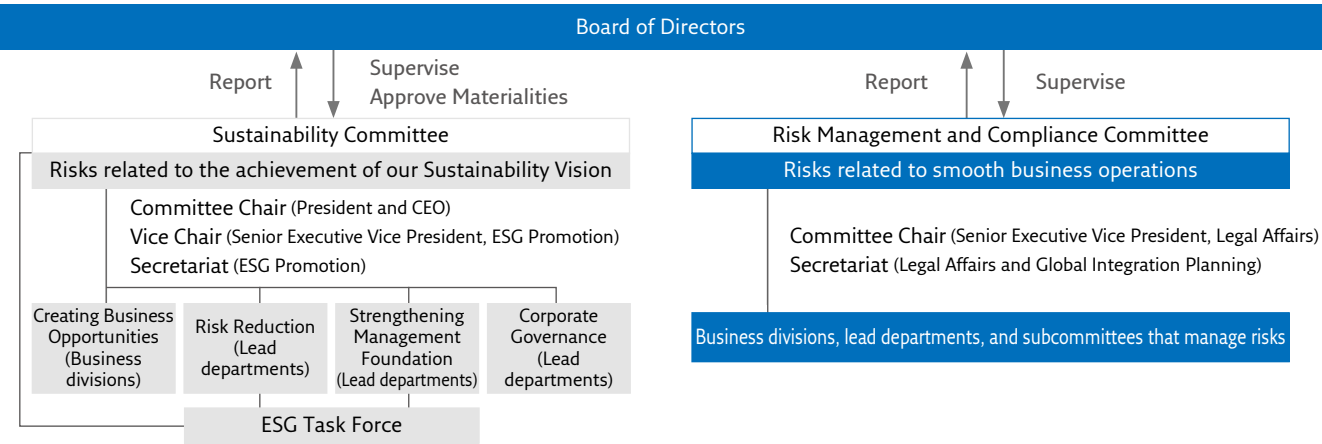 Board of Directors
Report
Supervise
Approve Materialities
Report
Supervise
Sustainability Committee
Risks related to the achievement of our Sustainability Vision
Committee Chair (President and CEO)
Vice Chair (Senior Executive Vice President, ESG Promotion)
Secretariat (ESG Promotion)
Creating Business
Opportunities
(Business
divisions)
Risk Reduction
(Lead
departments)
Strengthening
Management
Foundation
(Lead departments)
Corporate
Governance
(Lead
departments)
ESG Task Force
Risk Management and Compliance Committee
Risks related to smooth business operations
Committee Chair (Senior Executive Vice President, Legal Affairs)
Secretariat (Legal Affairs and Global Integration Planning)
Business divisions, lead departments, and subcommittees that manage risks